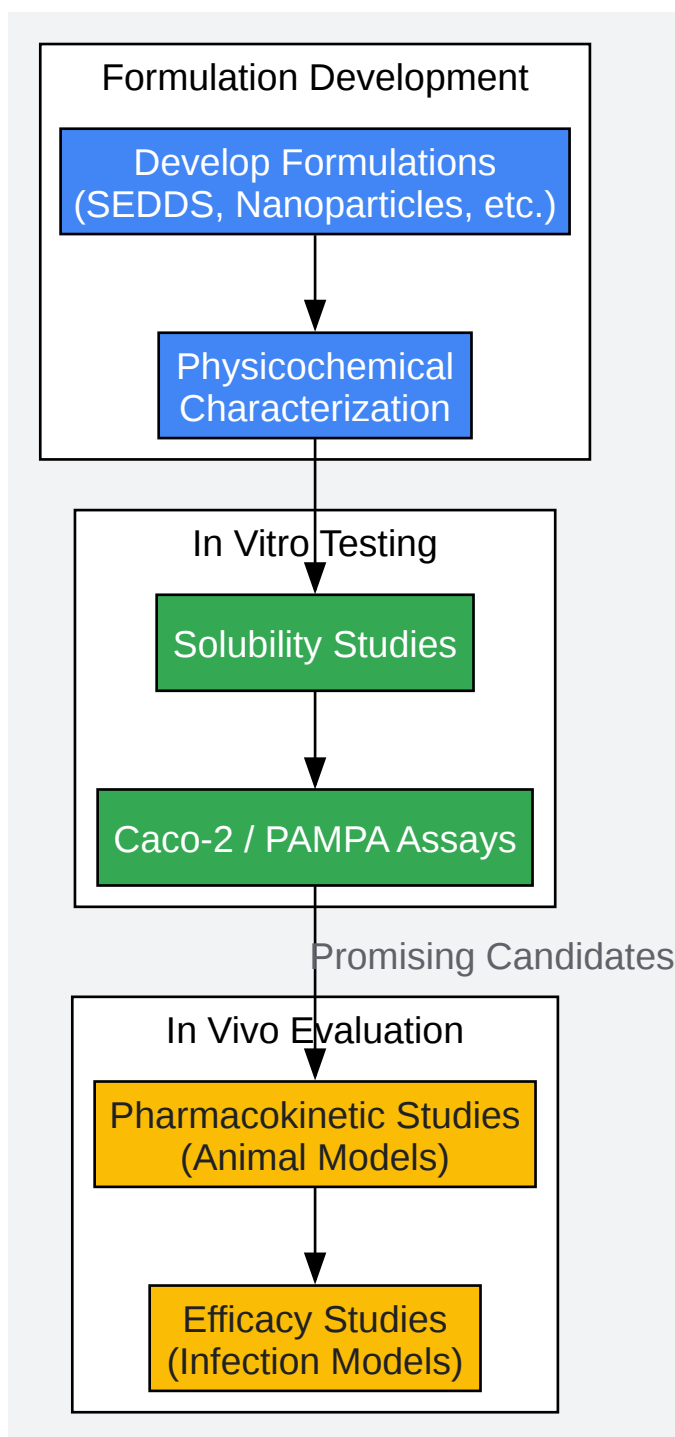 Formulation Development
Develop Formulations
(SEDDS, Nanoparticles, etc.)
Physicochemical
Characterization
In Vitro Testing
Solubility Studies
Caco-2 / PAMPA Assays
Promising Candidates
In Vivo Evaluation
Pharmacokinetic Studies
(Animal Models)
Efficacy Studies
(Infection Models)